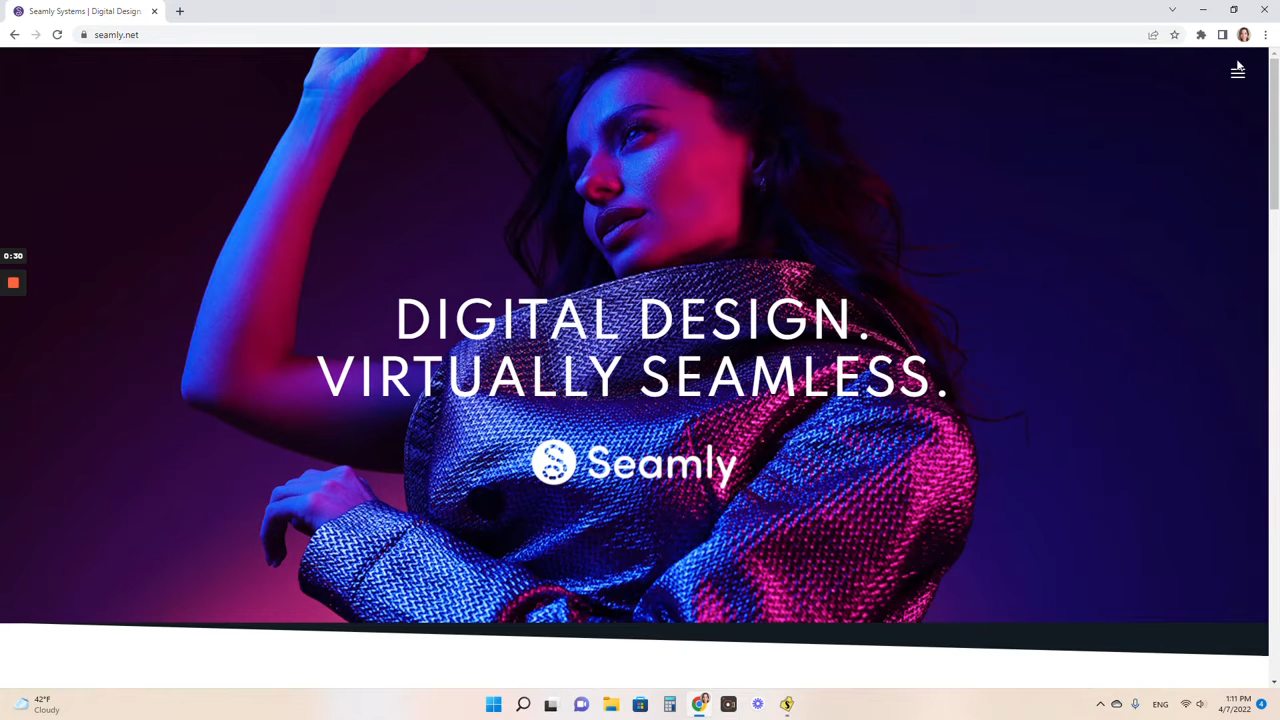 Seamly Systems | Digital Design.
seamly.net
0:30
DIGITAL DESIGN.
VIRTUALLY SEAMLESS.
Seamly
42°F
Cloudy
ENG
1:11 PM
4/7/2022
4